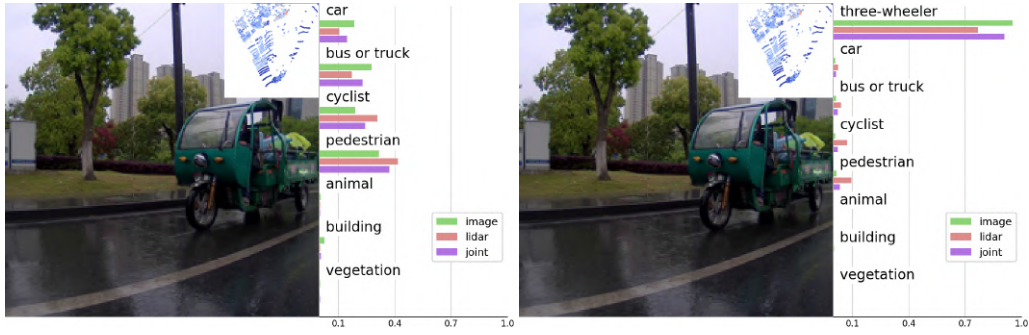 car
bus or truck
cyclist
pedestrian
animal
building
vegetation
image
lidar
joint
0.1 0.4 0.7 1.0
three-wheeler
car
bus or truck
cyclist
pedestrian
animal
building
vegetation
image
lidar
joint
0.1 0.4 0.7 1.0